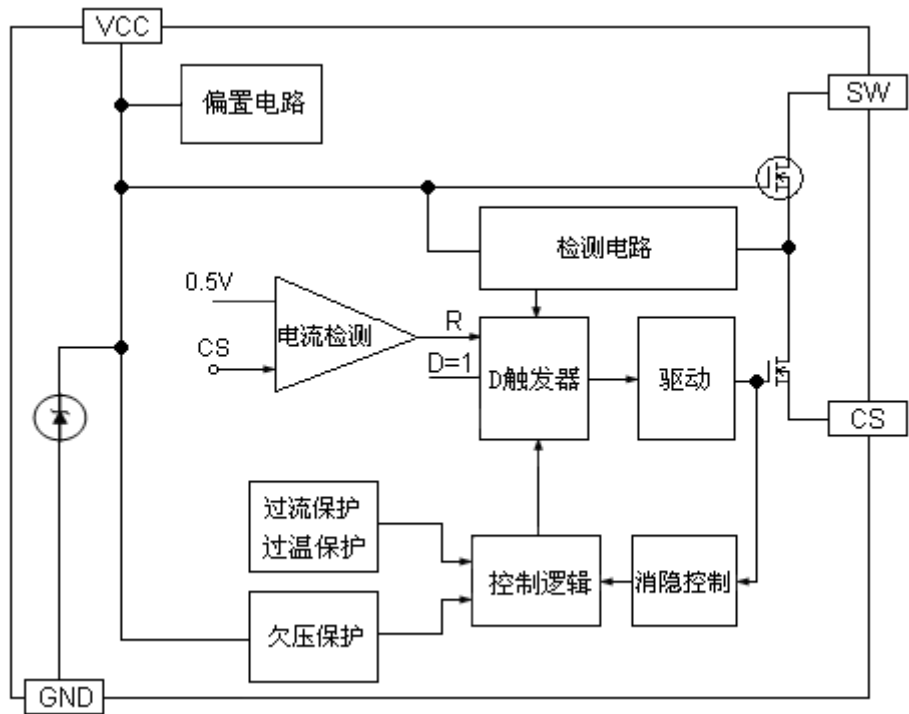 VCC
偏置电路
SW
检测电路
0.5V
电流检测
R
CS
D=1
D触发器
驱动
CS
过流保护
过温保护
控制逻辑
消隐控制
欠压保护
GND